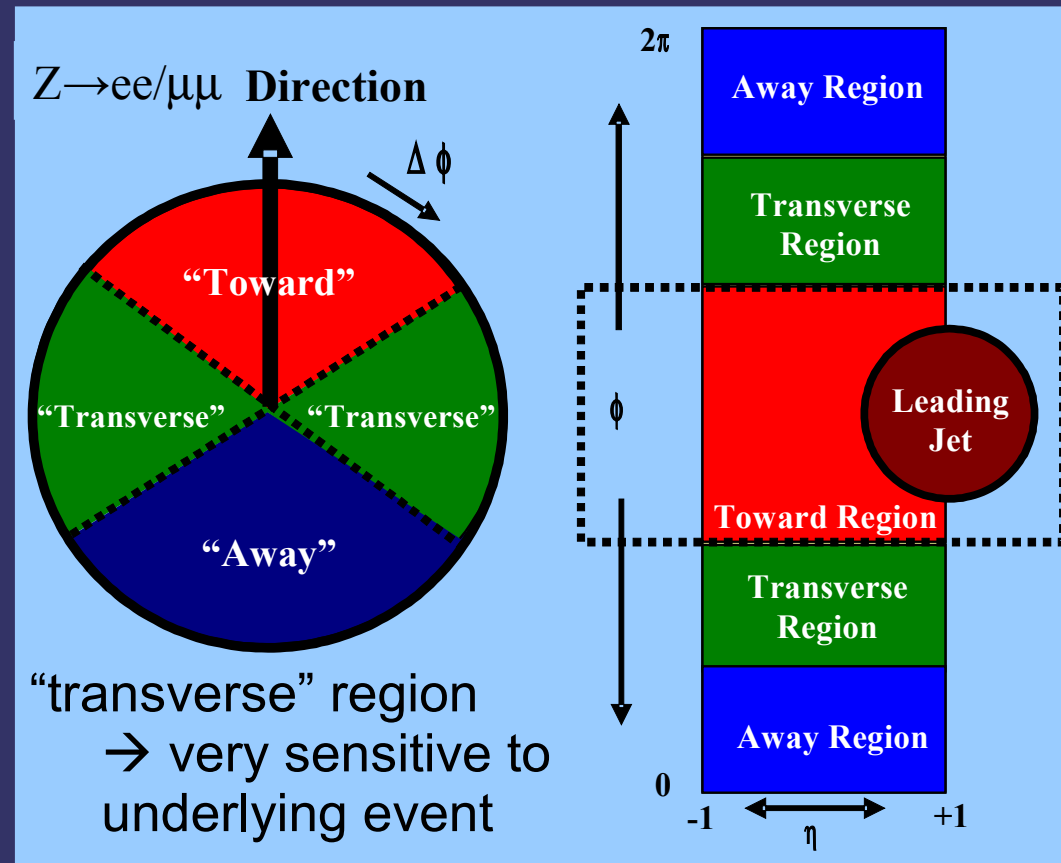 Z→ee/μμ Direction
Δ ϕ
“Toward”
“Transverse”
“Transverse”
“Away”
“transverse” region
→ very sensitive to
underlying event
2π
Away Region
Transverse
Region
ϕ
Leading
Jet
Toward Region
Transverse
Region
Away Region
0
-1
η
+1